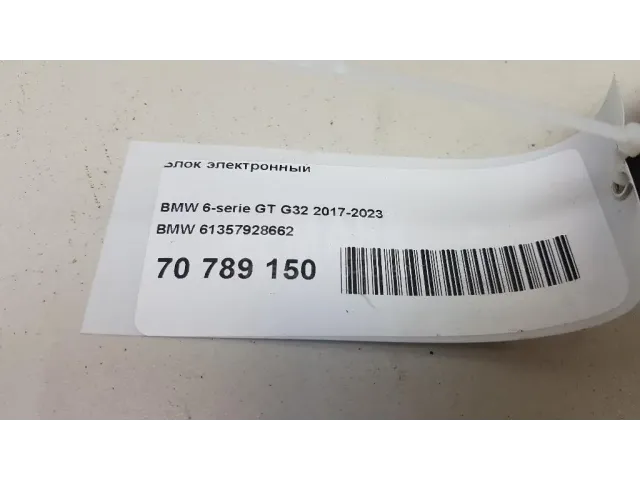 Блок электронный
BMW 6-serie GT G32 2017-2023
BMW 61357928662
70 789 150